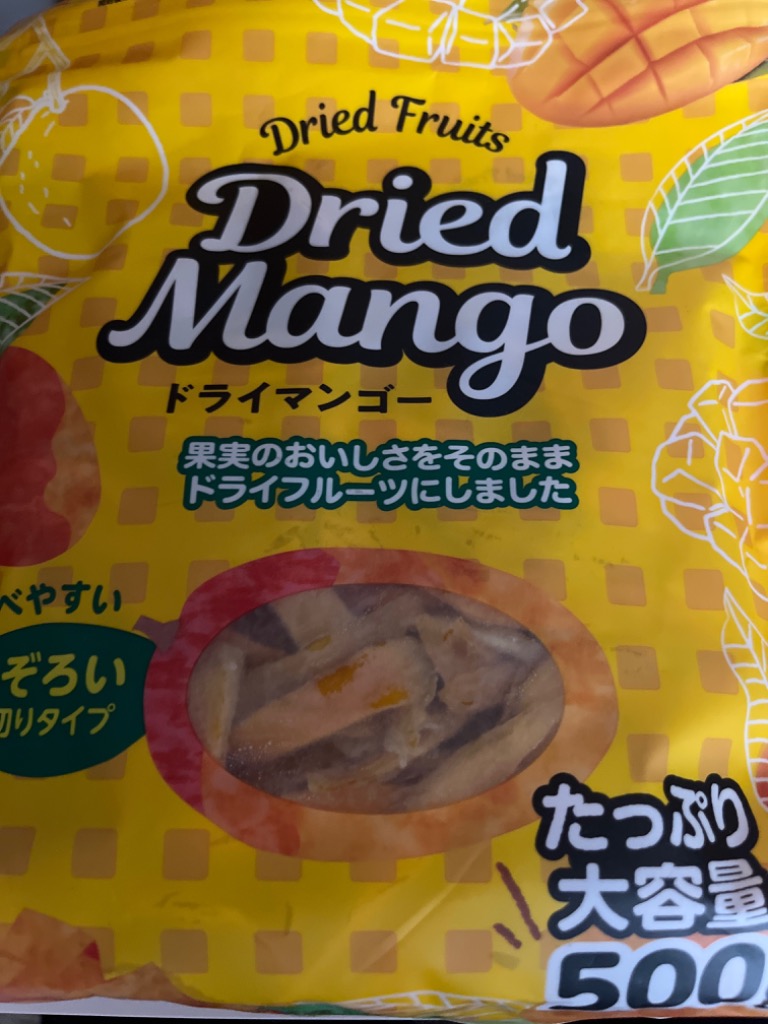 Dried Fruits
Dried
Mango
ドライマンゴー
果実のおいしさをそのまま
ドライフルーツにしました
べやすい
ぞろい
切りタイプ
たっぷり
大容量
500